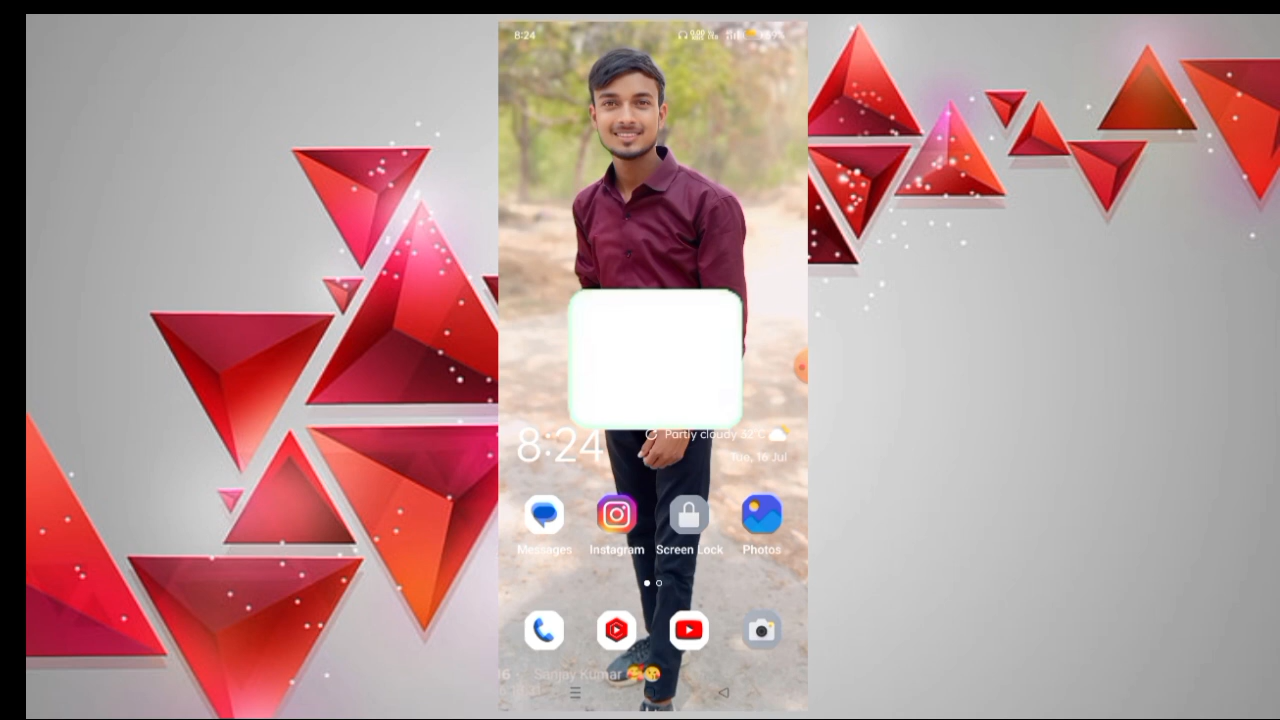 8:24
8:24
Partly cloudy 32°C
Tue, 16 Jul
Messages Instagram Screen Lock Photos
Sanjay Kumar 🥰😘